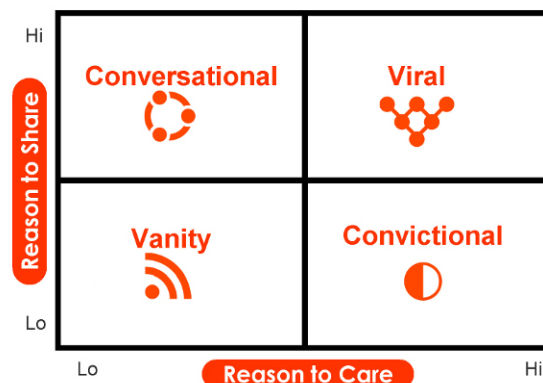 Hi
Conversational
Viral
Reason to Share
Vanity
Convictional
Lo
Lo
Reason to Care
Hi